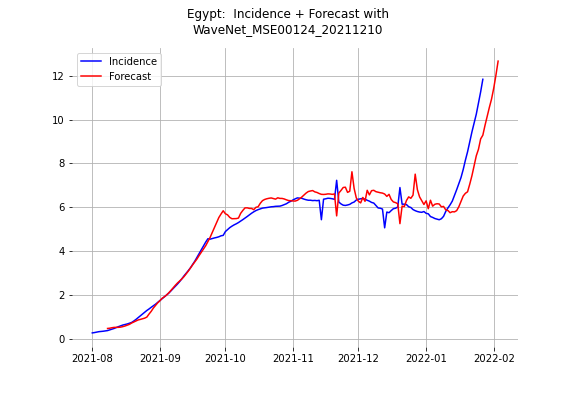 Egypt:  Incidence + Forecast with
WaveNet_MSE00124_20211210
Incidence
Forecast
12
10
8
6
4
2
0
2021-08 2021-09 2021-10 2021-11 2021-12 2022-01 2022-02